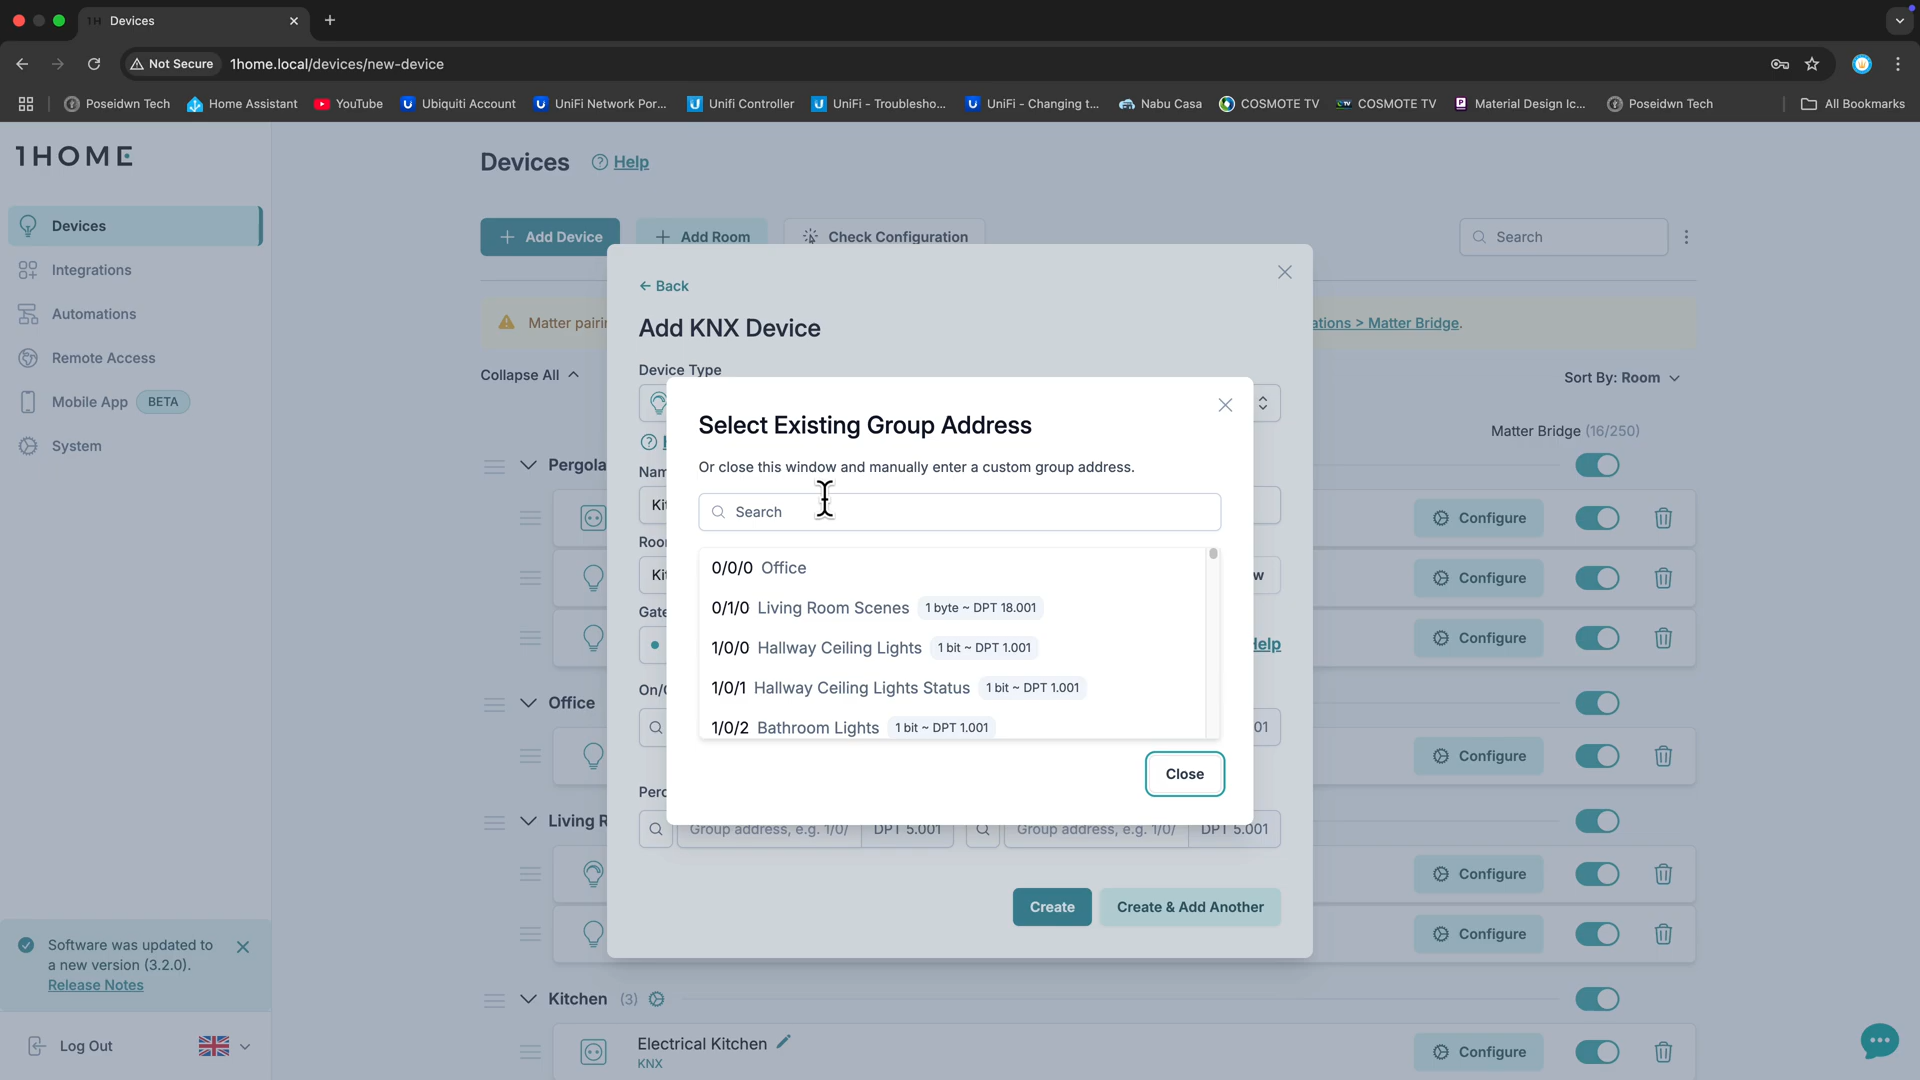 1H Devices
Not Secure 1home.local/devices/new-device
Poseidwn Tech Home Assistant YouTube Ubiquiti Account UniFi Network Por... Unifi Controller UniFi - Troublesho... UniFi - Changing t... Nabu Casa COSMOTE TV COSMOTE TV Material Design Ic... Poseidwn Tech All Bookmarks
1HOME
Devices
Integrations
Automations
Remote Access
Mobile App BETA
System
Software was updated to
a new version (3.2.0).
Release Notes
Log Out
Devices Help
+ Add Device + Add Room Check Configuration Search
Matter ations > Matter Bridge.
Collapse All Sort By: Room
Matter Bridge (16/250)
Pergola
Configure
Configure
Configure
Office
Configure
Living R
Configure
Configure
Kitchen (3)
Electrical Kitchen
KNX
Configure
← Back
Add KNX Device
Device Type
Select Existing Group Address
Or close this window and manually enter a custom group address.
Search
0/0/0 Office
0/1/0 Living Room Scenes 1 byte ~ DPT 18.001
1/0/0 Hallway Ceiling Lights 1 bit ~ DPT 1.001
1/0/1 Hallway Ceiling Lights Status 1 bit ~ DPT 1.001
1/0/2 Bathroom Lights 1 bit ~ DPT 1.001
Close
Group address, e.g. 1/0/ DPT 5.001 Group address, e.g. 1/0/ DPT 5.001
Create Create & Add Another